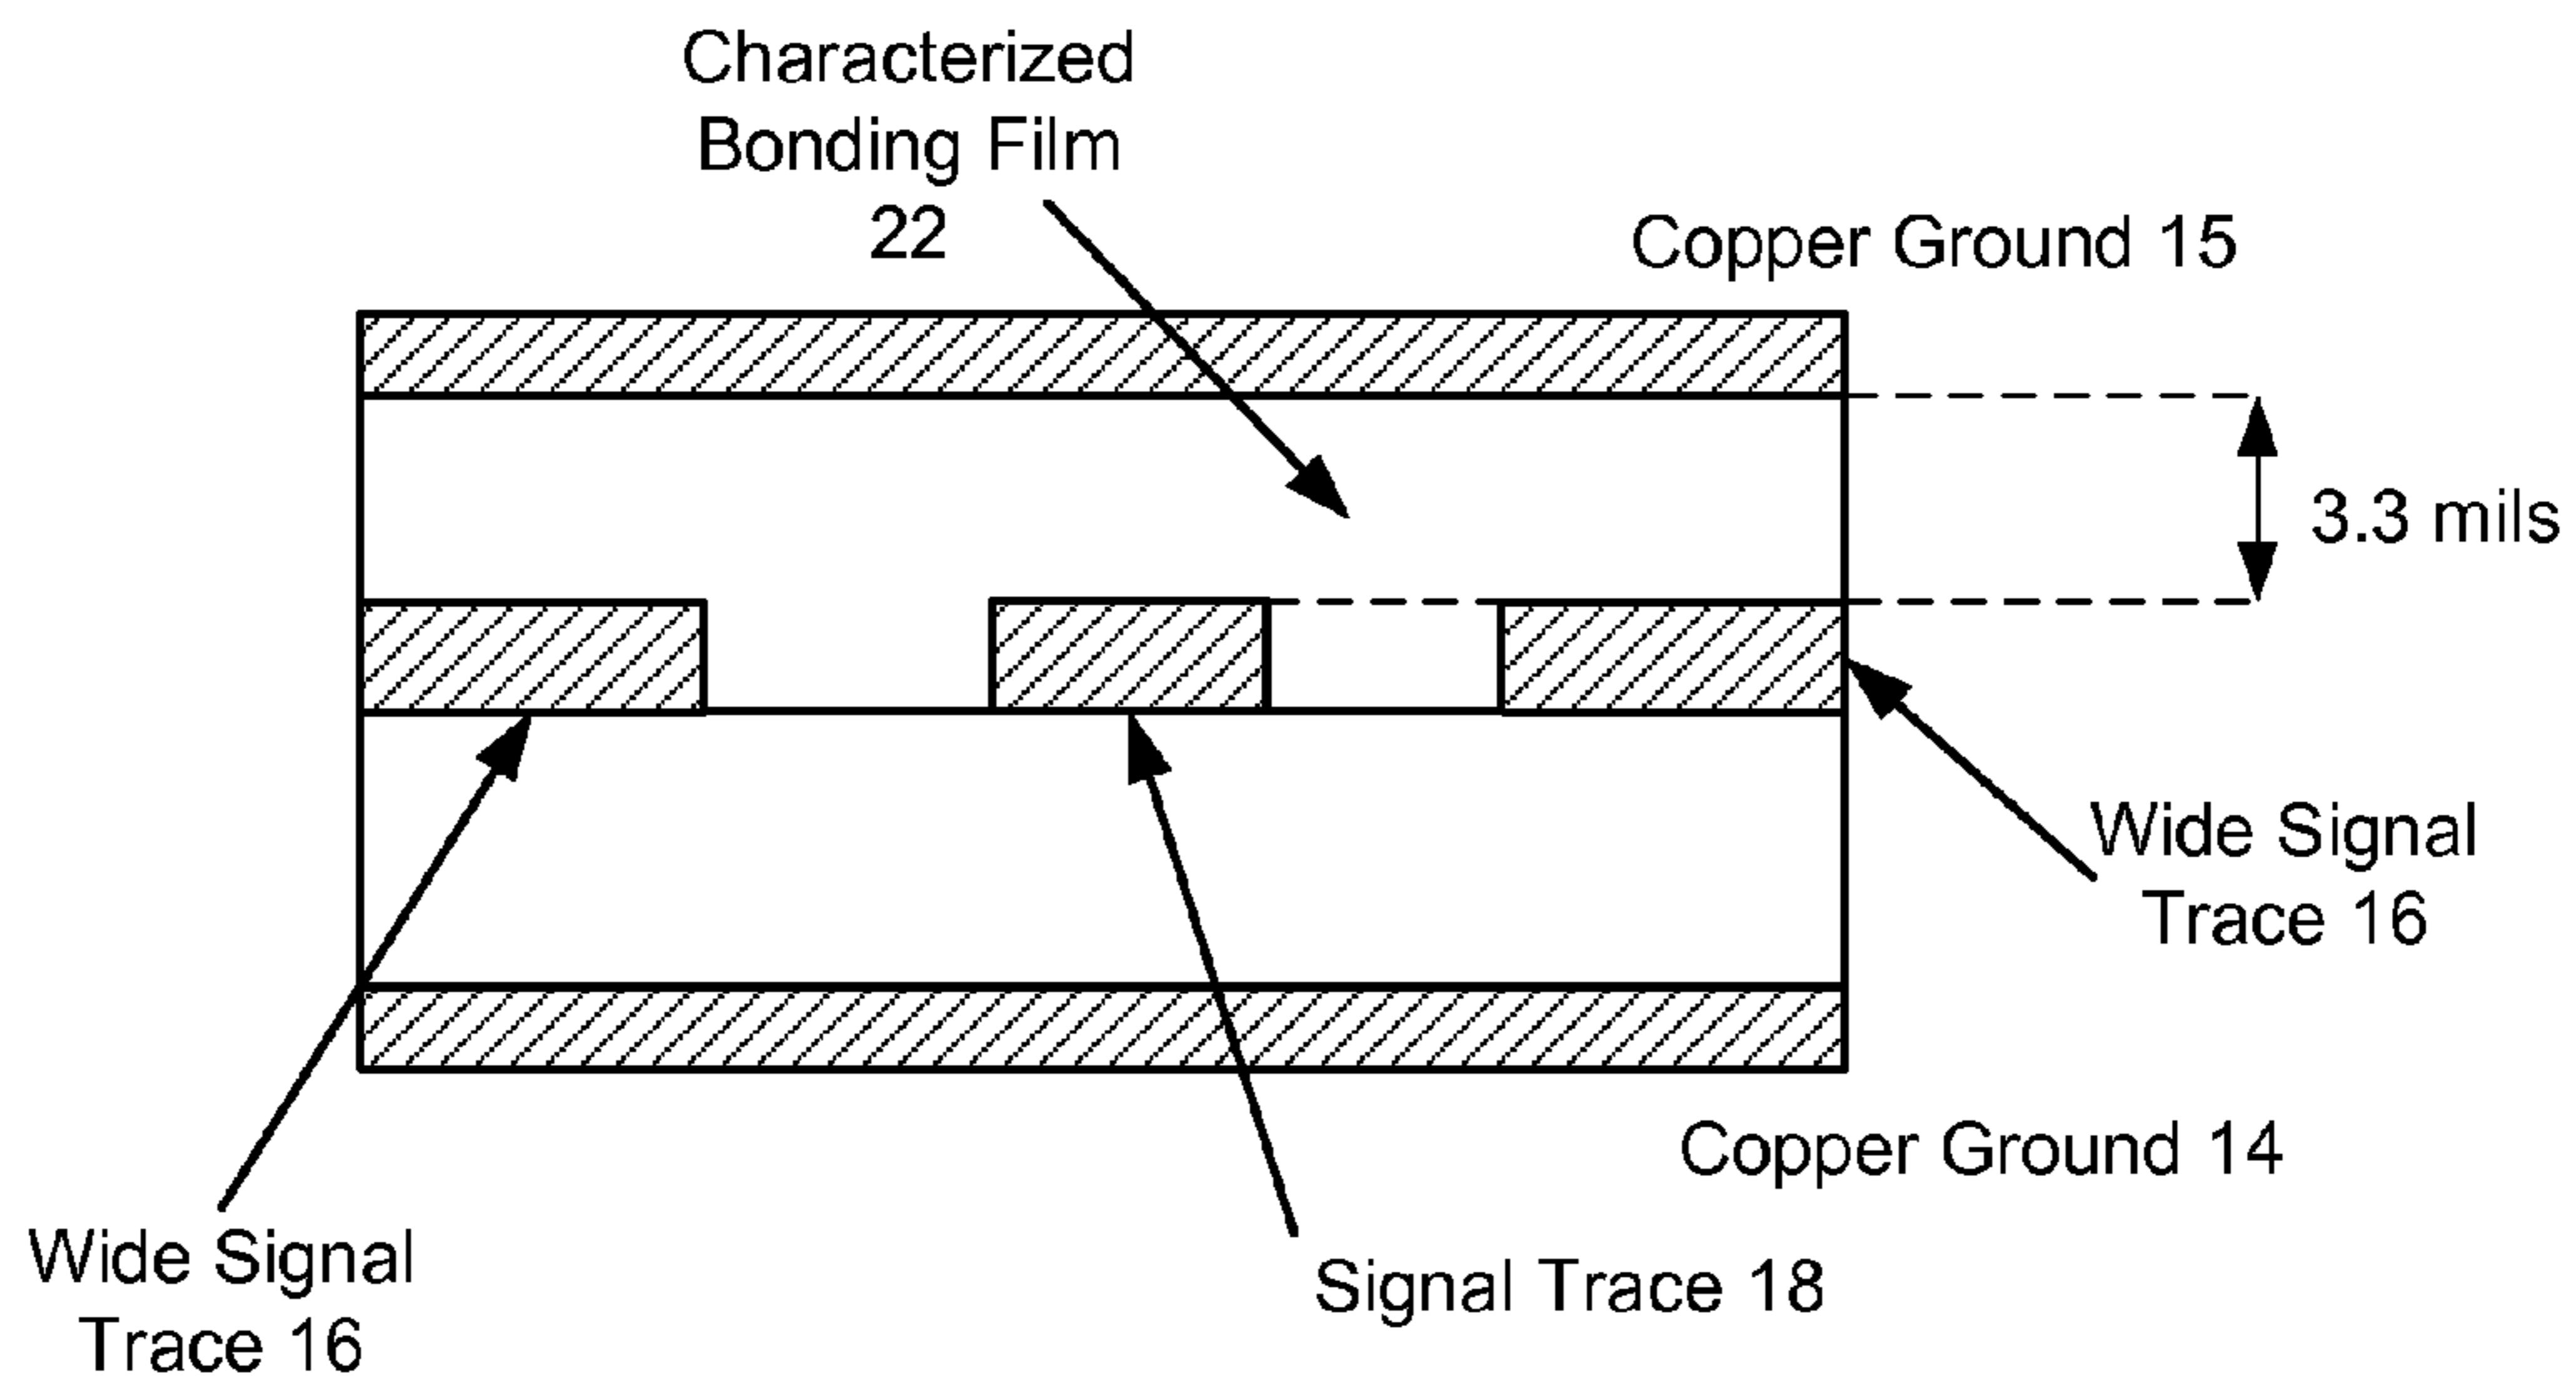 Characterized
Bonding Film
22
Copper Ground 15
3.3 mils
Wide Signal
Trace 16
Copper Ground 14
Wide Signal
Trace 16
Signal Trace 18